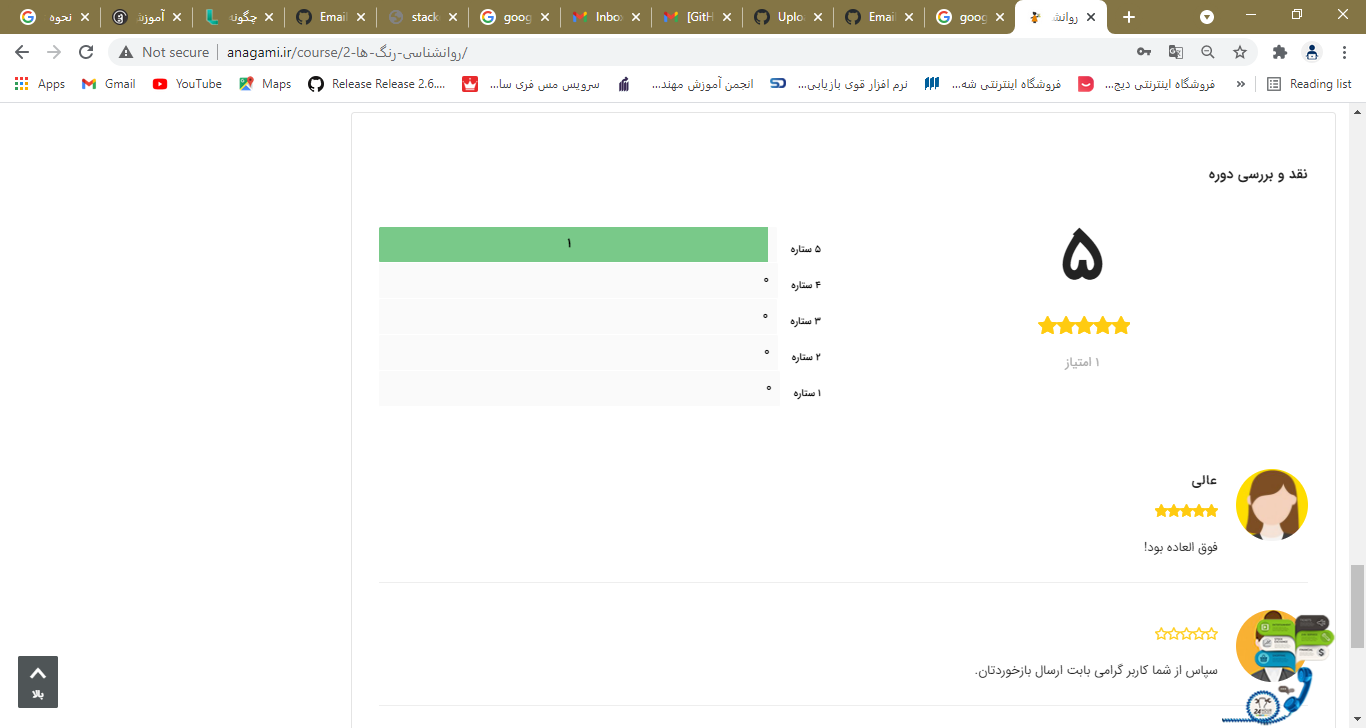 نحوه
آموزش
چگونه
Email
stack
goog
Inbox
[GitH
Uplo
Email
goog
روانش
Not secure
anagami.ir/course/2-روانشناسی-رنگ-ها/
Apps
Gmail
YouTube
Maps
Release Release 2.6....
سرویس مس فری سا...
انجمن آموزش مهند...
نرم افزار قوی بازیابی...
فروشگاه اینترنتی شه...
فروشگاه اینترنتی دیج...
»
Reading list
نقد و بررسی دوره
۵
۱ امتیاز
۵ ستاره
۱
۴ ستاره
۰
۳ ستاره
۰
۲ ستاره
۰
۱ ستاره
۰
عالی
فوق العاده بود!
سپاس از شما کاربر گرامی بابت ارسال بازخوردتان.
بالا
24